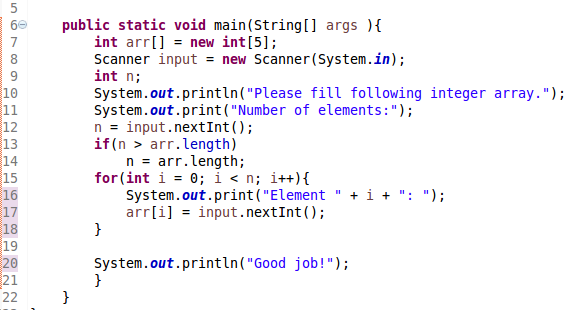 5
6 public static void main(String[] args ){
7 int arr[] = new int[5];
8 Scanner input = new Scanner(System.in);
9 int n;
10 System.out.println("Please fill following integer array.");
11 System.out.print("Number of elements:");
12 n = input.nextInt();
13 if(n > arr.length)
14 n = arr.length;
15 for(int i = 0; i < n; i++){
16 System.out.print("Element " + i + ": ");
17 arr[i] = input.nextInt();
18 }
19
20 System.out.println("Good job!");
21 }
22 }